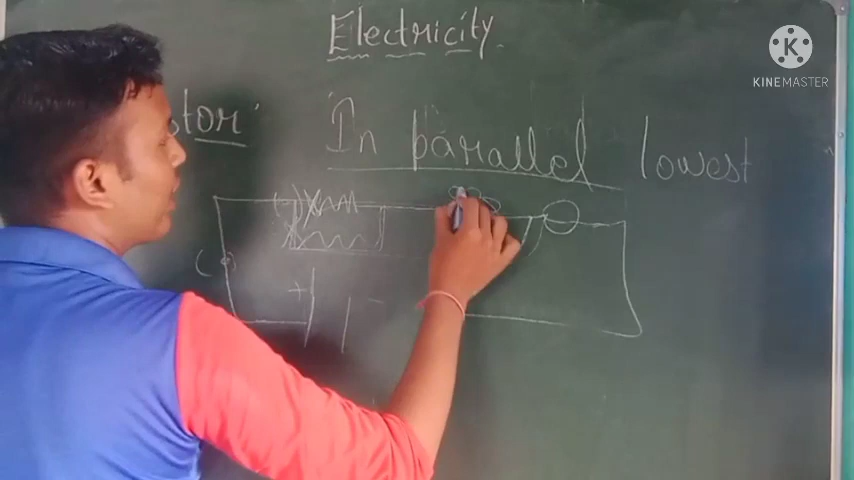 Electricity.
tor
In parallel lowest
+ -
K
KINEMASTER